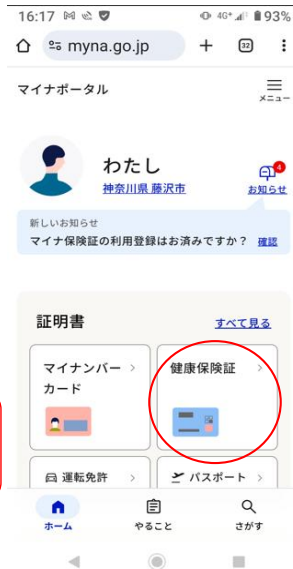 16:17 4G+ 93%
myna.go.jp 32
マイナポータル
メニュー
わたし
神奈川県 藤沢市
4
お知らせ
新しいお知らせ
マイナ保険証の利用登録はお済みですか？ 確認
証明書 すべて見る
マイナンバーカード
健康保険証
運転免許
パスポート
ホーム やること さがす